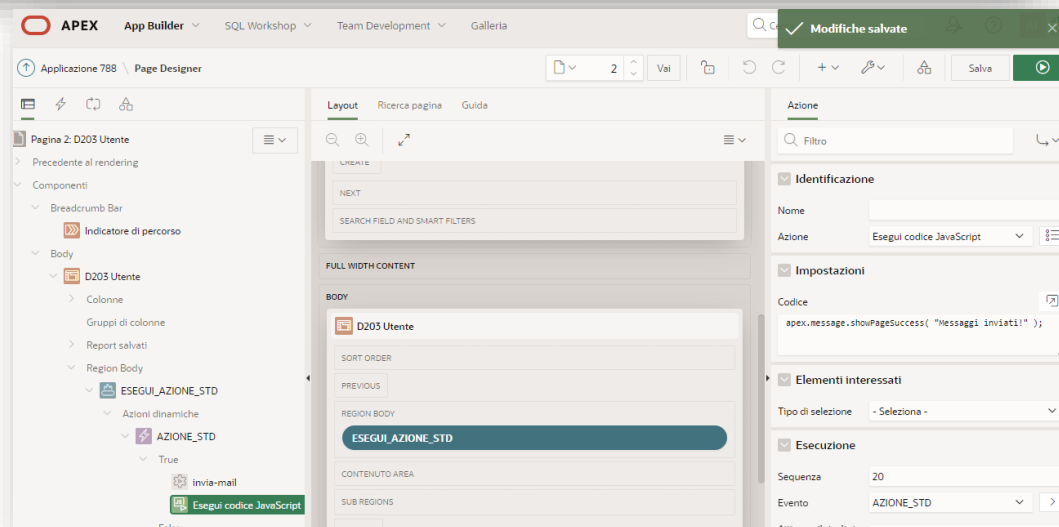 APEX App Builder SQL Workshop Team Development Galleria
Modifiche salvate
Applicazione 788 \ Page Designer 2 Vai Salva
Layout Ricerca pagina Guida
Azione
Pagina 2: D203 Utente
Filtro
Precedente al rendering
Componenti
Breadcrumb Bar
Indicatore di percorso
Body
D203 Utente
Colonne
Gruppi di colonne
Report salvati
Region Body
ESEGUI_AZIONE_STD
Azioni dinamiche
AZIONE_STD
True
invia-mail
Esegui codice JavaScript
False
CREATE
NEXT
SEARCH FIELD AND SMART FILTERS
FULL WIDTH CONTENT
BODY
D203 Utente
SORT ORDER
PREVIOUS
REGION BODY
ESEGUI_AZIONE_STD
CONTENUTO AREA
SUB REGIONS
Identificazione
Nome
Azione Esegui codice JavaScript
Impostazioni
Codice
apex.message.showPageSuccess( "Messaggi inviati!" );
Elementi interessati
Tipo di selezione - Seleziona -
Esecuzione
Sequenza 20
Evento AZIONE_STD